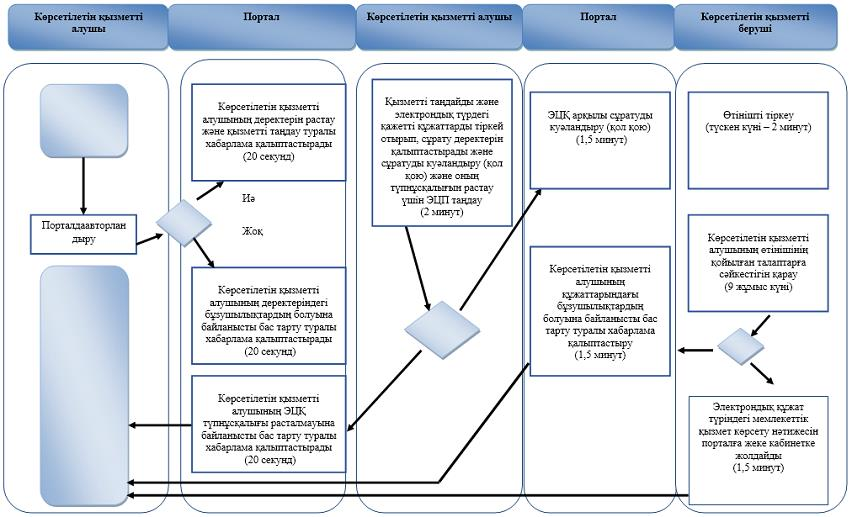 Көрсетілетін қызметті
алушы
Портал
Көрсетілетін қызметті алушы
Портал
Көрсетілетін қызметті
беруші
Порталдаавторлан
дыру
Көрсетілетін қызметті
алушының деректерін растау
және қызметті таңдау туралы
хабарлама қалыптастырады
(20 секунд)
Иә
Жоқ
Көрсетілетін қызметті
алушының деректеріндегі
бұзушылықтардың болуына
байланысты бас тарту туралы
хабарлама қалыптастырады
(20 секунд)
Көрсетілетін қызметті
алушының ЭЦҚ
түпнұсқалығы расталмауына
байланысты бас тарту туралы
хабарлама қалыптастырады
(20 секунд)
Қызметті таңдайды және
электрондық түрдегі
қажетті құжаттарды тіркей
отырып, сұрату деректерін
қалыптастырады және
сұратуды куәландыру (қол
қою) және оның
түпнұсқалығын растау
үшін ЭЦП таңдау
(2 минут)
ЭЦҚ арқылы сұратуды
куәландыру (қол қою)
(1,5 минут)
Көрсетілетін қызметті
алушының
құжаттарындағы
бұзушылықтардың
болуына байланысты бас
тарту туралы хабарлама
қалыптастыру
(1,5 минут)
Өтінішті тіркеу
(түскен күні – 2 минут)
Көрсетілетін қызметті
алушының өтінішінің
қойылған талаптарға
сәйкестігін қарау
(9 жұмыс күні)
Электрондық құжат
түріндегі мемлекеттік
қызмет көрсету нәтижесін
порталға жеке кабинетке
жолдайды
(1,5 минут)